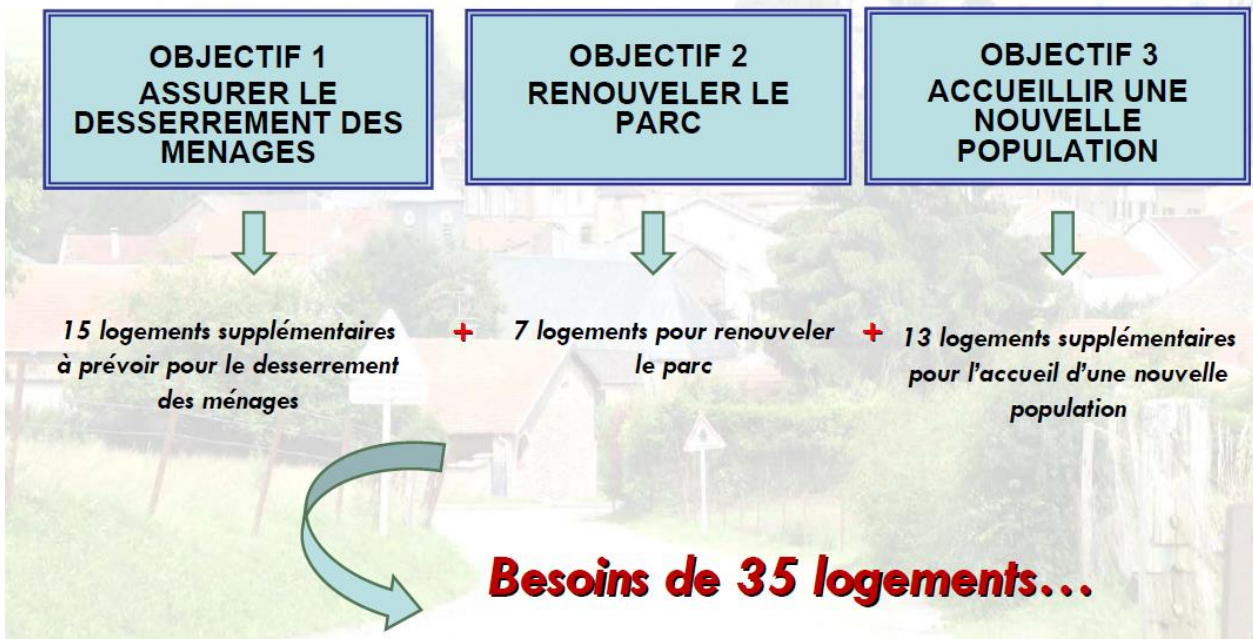 OBJECTIF 1
ASSURER LE
DESSERREMENT DES
MENAGES
OBJECTIF 2
RENOUVELER LE
PARC
OBJECTIF 3
ACCUEILLIR UNE
NOUVELLE
POPULATION
15 logements supplémentaires
à prévoir pour le desserrement
des ménages
+
7 logements pour renouveler
le parc
+
13 logements supplémentaires
pour l'accueil d'une nouvelle
population
Besoins de 35 logements...